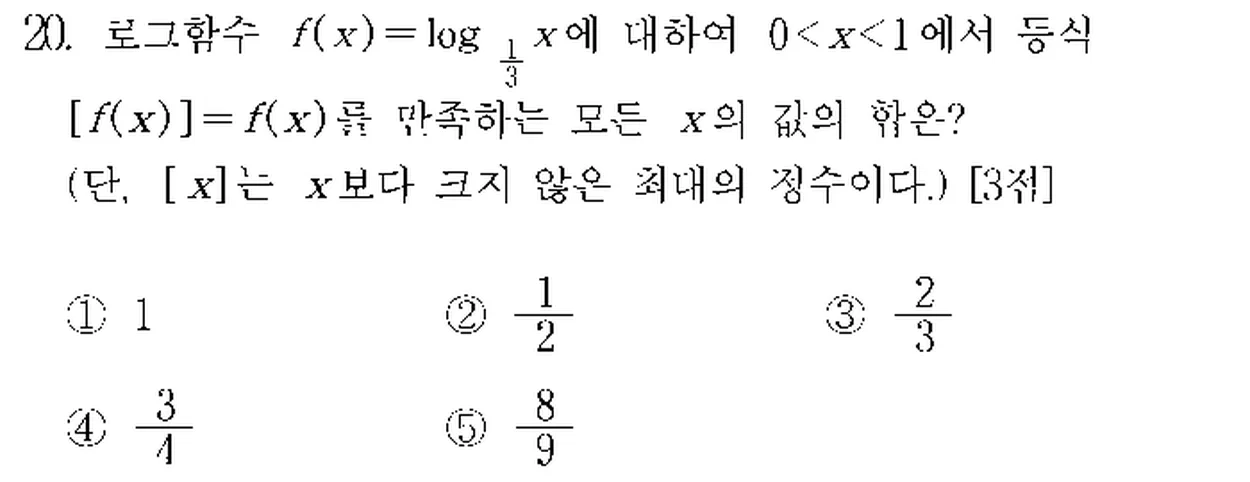 20. 로그함수 f(x)=log_{1/3} x에 대하여 0<x<1에서 등식
[f(x)]=f(x)를 만족하는 모든 x의 값의 합은?
(단, [x]는 x보다 크지 않은 최대의 정수이다.) [3점]
① 1 ② 1/2 ③ 2/3
④ 3/4 ⑤ 8/9